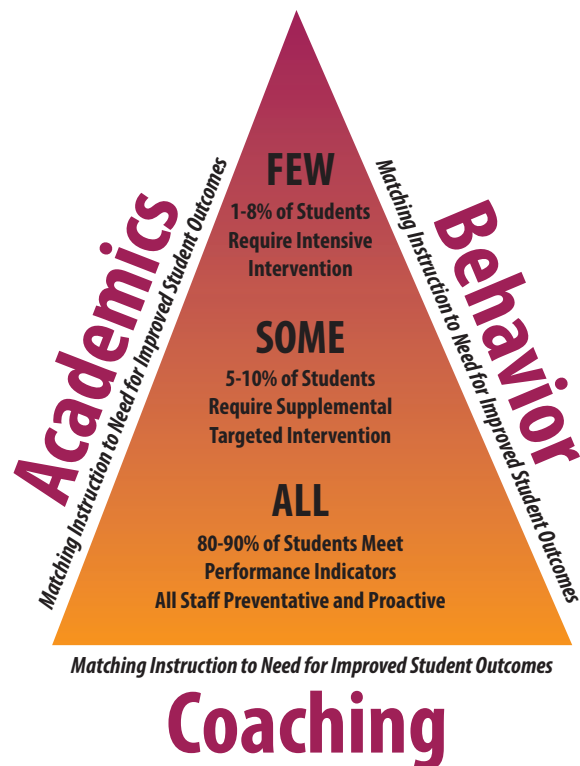 FEW
1-8% of Students
Require Intensive
Intervention
SOME
5-10% of Students
Require Supplemental
Targeted Intervention
ALL
80-90% of Students Meet
Performance Indicators
All Staff Preventative and Proactive
Academics
Matching Instruction to Need for Improved Student Outcomes
Behavior
Matching Instruction to Need for Improved Student Outcomes
Matching Instruction to Need for Improved Student Outcomes
Coaching